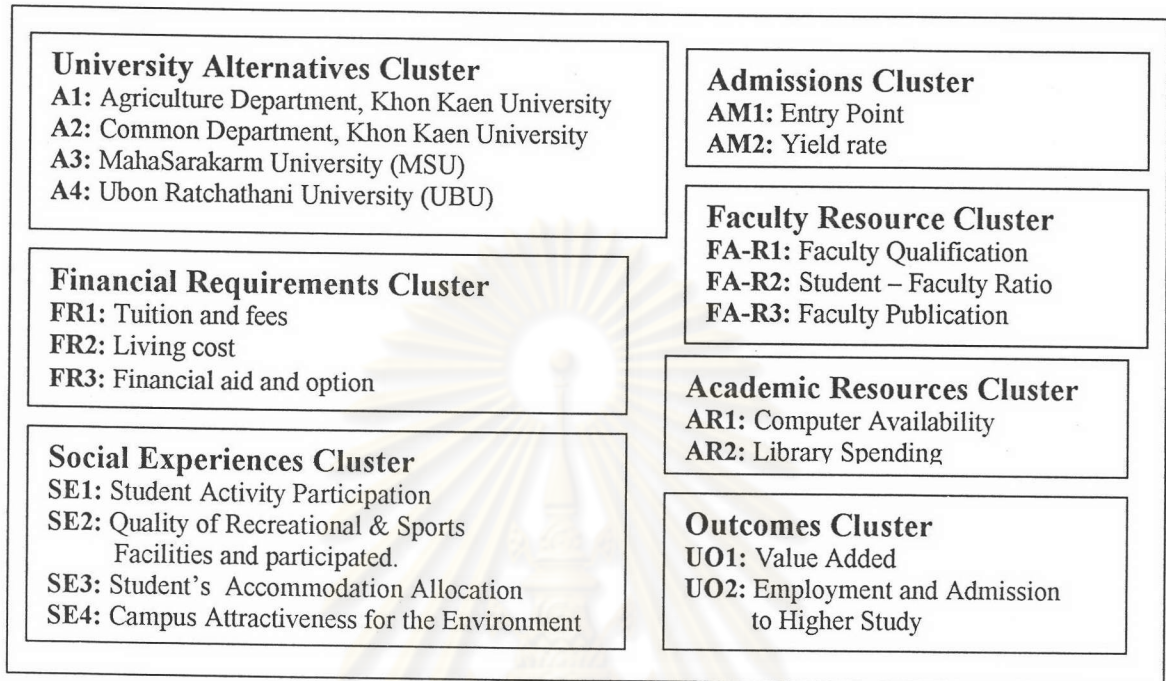 University Alternatives Cluster
A1: Agriculture Department, Khon Kaen University
A2: Common Department, Khon Kaen University
A3: MahaSarakarm University (MSU)
A4: Ubon Ratchathani University (UBU)
Financial Requirements Cluster
FR1: Tuition and fees
FR2: Living cost
FR3: Financial aid and option
Social Experiences Cluster
SE1: Student Activity Participation
SE2: Quality of Recreational & Sports
Facilities and participated.
SE3: Student's Accommodation Allocation
SE4: Campus Attractiveness for the Environment
Admissions Cluster
AM1: Entry Point
AM2: Yield rate
Faculty Resource Cluster
FA-R1: Faculty Qualification
FA-R2: Student – Faculty Ratio
FA-R3: Faculty Publication
Academic Resources Cluster
AR1: Computer Availability
AR2: Library Spending
Outcomes Cluster
UO1: Value Added
UO2: Employment and Admission
to Higher Study